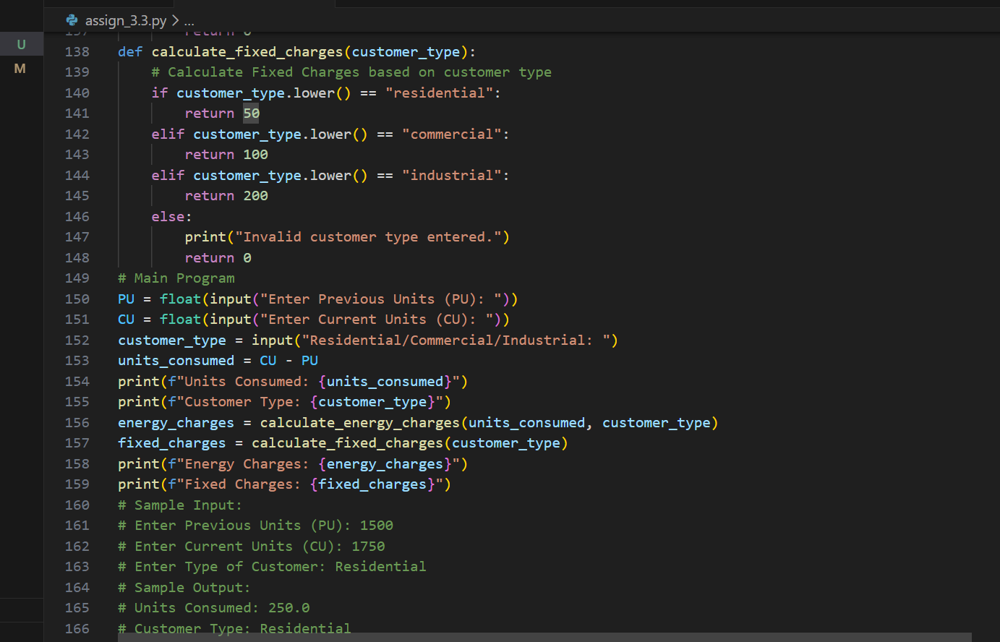 assign_3.3.py > ...
U
M
138 def calculate_fixed_charges(customer_type):
139 # Calculate Fixed Charges based on customer type
140 if customer_type.lower() == "residential":
141 return 50
142 elif customer_type.lower() == "commercial":
143 return 100
144 elif customer_type.lower() == "industrial":
145 return 200
146 else:
147 print("Invalid customer type entered.")
148 return 0
149 # Main Program
150 PU = float(input("Enter Previous Units (PU): "))
151 CU = float(input("Enter Current Units (CU): "))
152 customer_type = input("Residential/Commercial/Industrial: ")
153 units_consumed = CU - PU
154 print(f"Units Consumed: {units_consumed}")
155 print(f"Customer Type: {customer_type}")
156 energy_charges = calculate_energy_charges(units_consumed, customer_type)
157 fixed_charges = calculate_fixed_charges(customer_type)
158 print(f"Energy Charges: {energy_charges}")
159 print(f"Fixed Charges: {fixed_charges}")
160 # Sample Input:
161 # Enter Previous Units (PU): 1500
162 # Enter Current Units (CU): 1750
163 # Enter Type of Customer: Residential
164 # Sample Output:
165 # Units Consumed: 250.0
166 # Customer Type: Residential